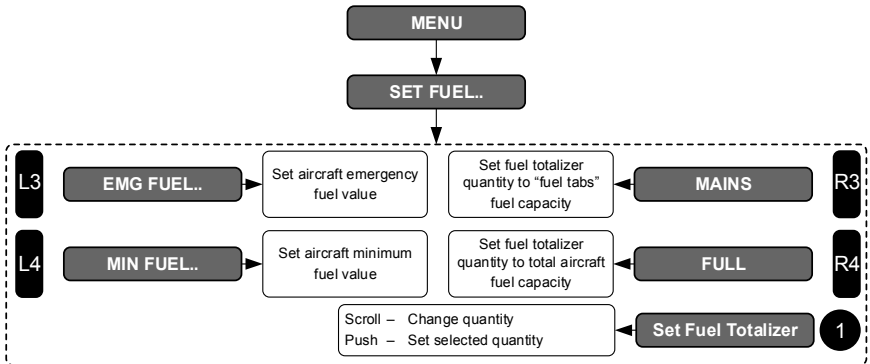 MENU
SET FUEL..
L3
EMG FUEL..
Set aircraft emergency
fuel value
Set fuel totalizer
quantity to “fuel tabs”
fuel capacity
MAINS
R3
L4
MIN FUEL..
Set aircraft minimum
fuel value
Set fuel totalizer
quantity to total aircraft
fuel capacity
FULL
R4
Scroll – Change quantity
Push – Set selected quantity
Set Fuel Totalizer
1